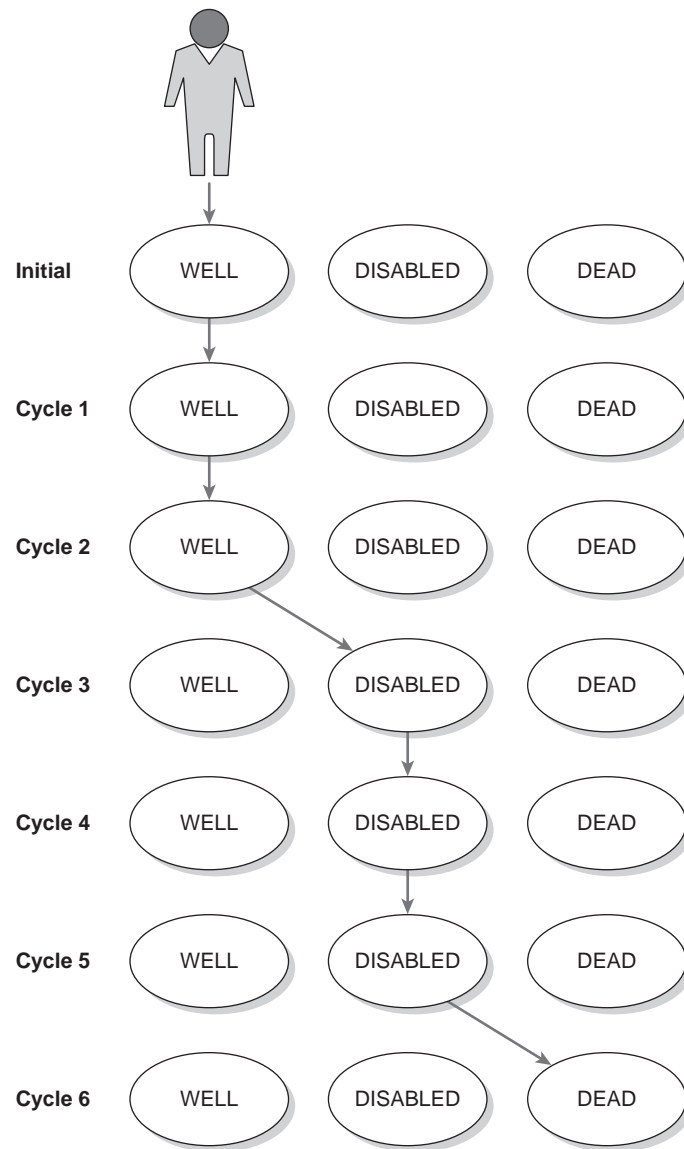 Initial WELL DISABLED DEAD
Cycle 1 WELL DISABLED DEAD
Cycle 2 WELL DISABLED DEAD
Cycle 3 WELL DISABLED DEAD
Cycle 4 WELL DISABLED DEAD
Cycle 5 WELL DISABLED DEAD
Cycle 6 WELL DISABLED DEAD